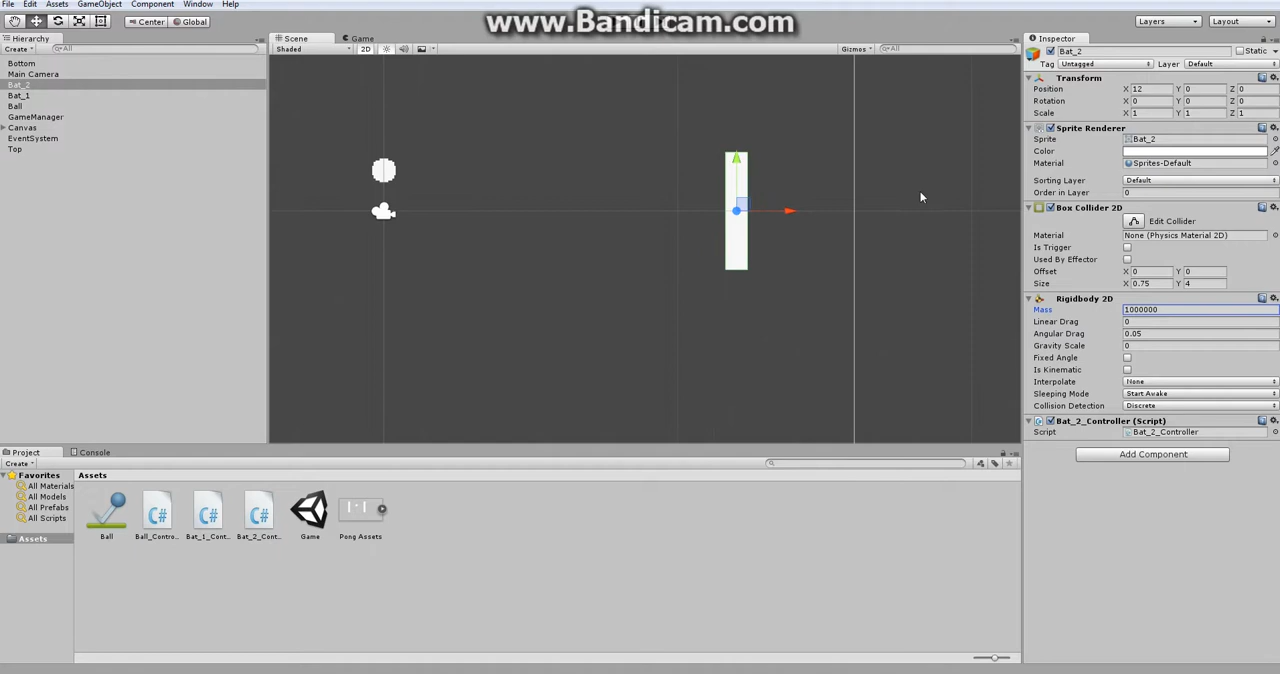 File Edit Assets GameObject Component Window Help
www.Bandicam.com
Center Global
Layers Layout
Hierarchy
Create All
Bottom
Main Camera
Bat_2
Bat_1
Ball
GameManager
Canvas
EventSystem
Top
Scene Game
Shaded 2D Gizmos All
Inspector
Bat_2 Static
Tag Untagged Layer Default
Transform
Position X 12 Y 0 Z 0
Rotation X 0 Y 0 Z 0
Scale X 1 Y 1 Z 1
Sprite Renderer
Sprite Bat_2
Color
Material Sprites-Default
Sorting Layer Default
Order in Layer 0
Box Collider 2D
Edit Collider
Material None (Physics Material 2D)
Is Trigger
Used By Effector
Offset X 0 Y 0
Size X 0.75 Y 4
Rigidbody 2D
Mass 1000000
Linear Drag 0
Angular Drag 0.05
Gravity Scale 0
Fixed Angle
Is Kinematic
Interpolate None
Sleeping Mode Start Awake
Collision Detection Discrete
Bat_2_Controller (Script)
Script Bat_2_Controller
Add Component
Project Console
Create
Favorites
All Materials
All Models
All Prefabs
All Scripts
Assets
Assets
C# C# C#
Ball Ball_Contro... Bat_1_Cont... Bat_2_Cont... Game Pong Assets